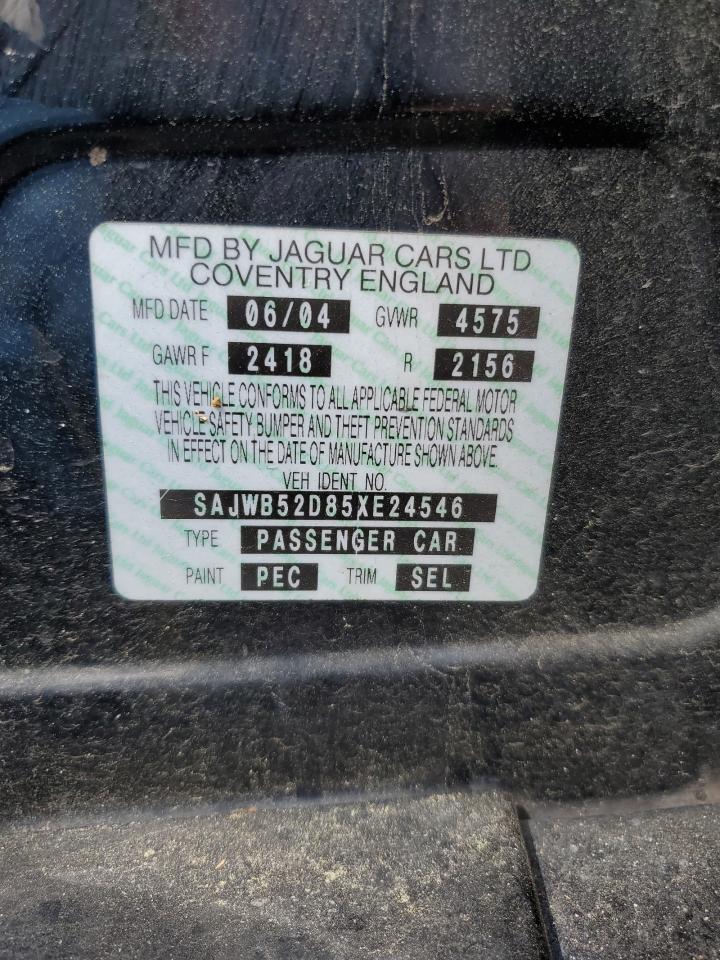 MFD BY JAGUAR CARS LTD
COVENTRY ENGLAND
MFD DATE 06/04 GVWR 4575
GAWR F 2418 R 2156
THIS VEHICLE CONFORMS TO ALL APPLICABLE FEDERAL MOTOR
VEHICLE SAFETY BUMPER AND THEFT PREVENTION STANDARDS
IN EFFECT ON THE DATE OF MANUFACTURE SHOWN ABOVE.
VEH IDENT NO.
SAJWB52D85XE24546
TYPE PASSENGER CAR
PAINT PEC TRIM SEL